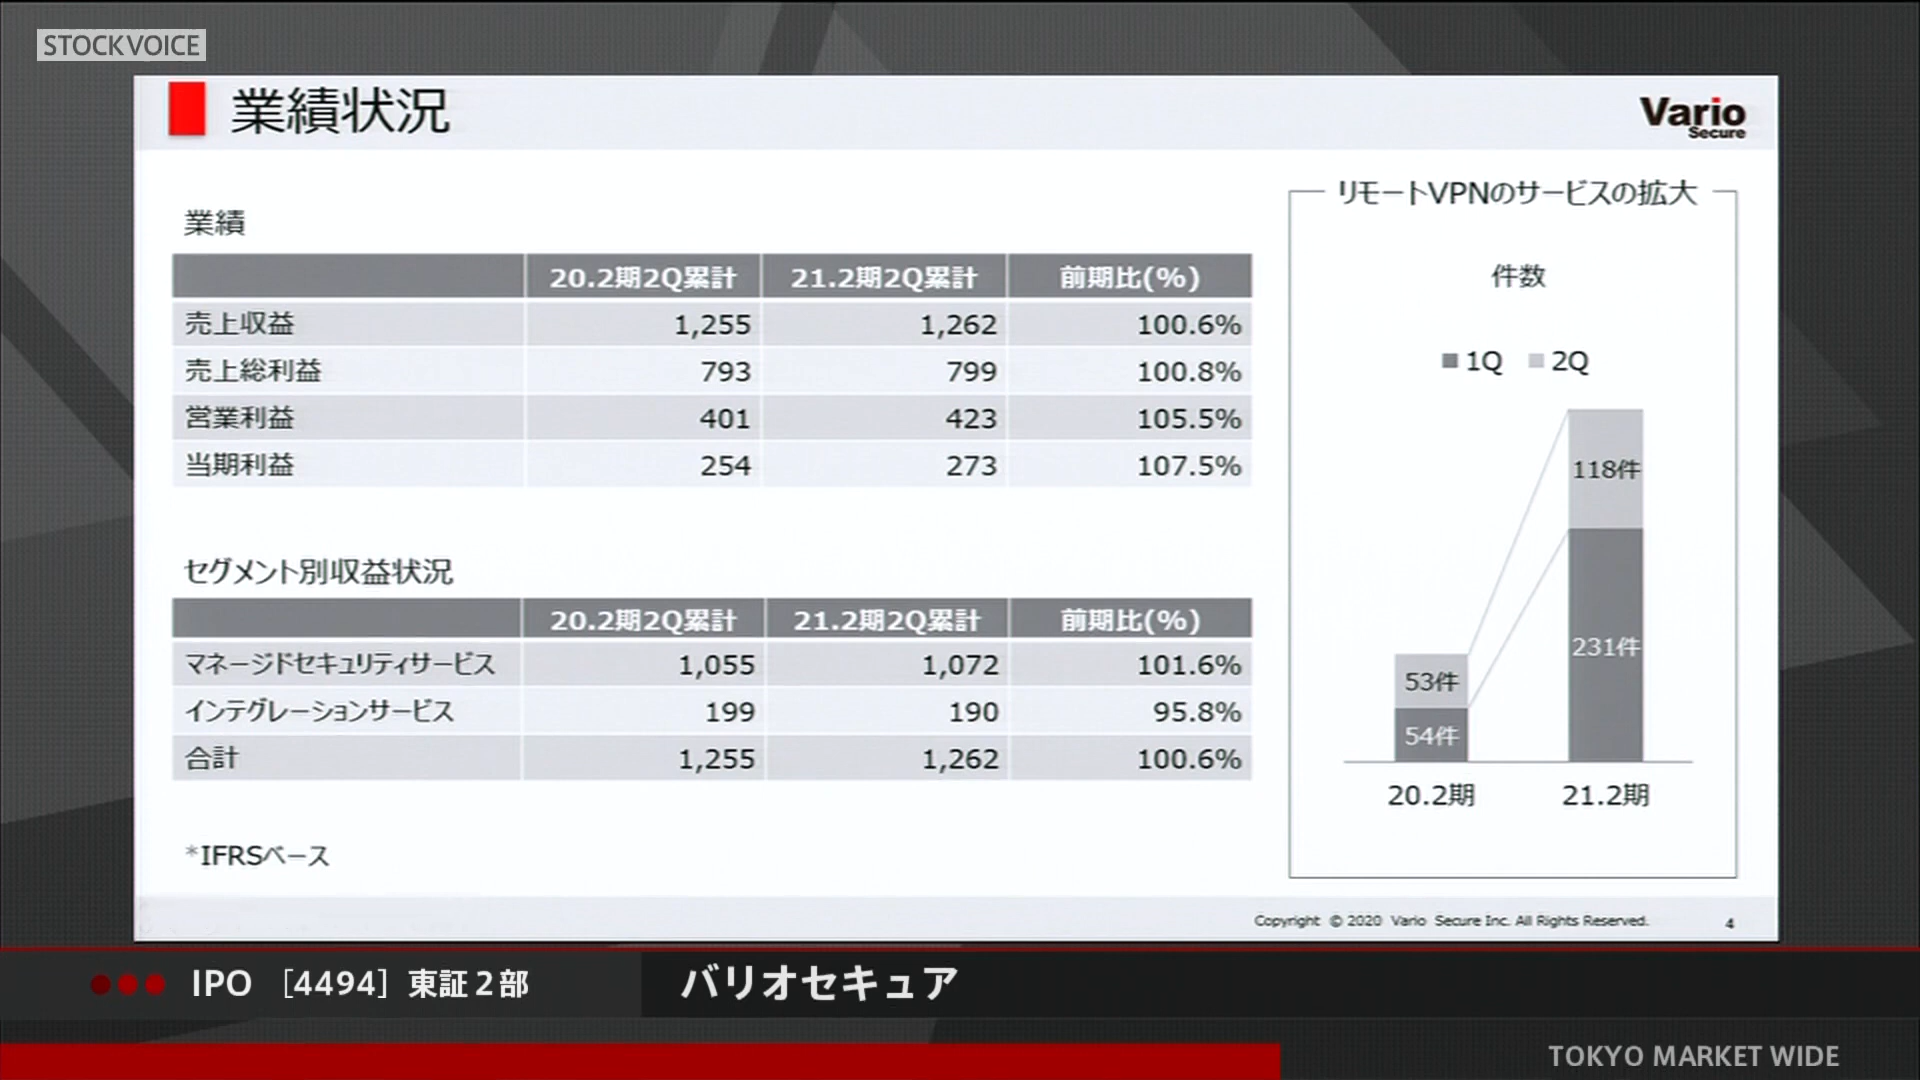 STOCKVOICE
業績状況
Vario
Secure
業績
20.2期2Q累計 21.2期2Q累計 前期比(%)
売上収益 1,255 1,262 100.6%
売上総利益 793 799 100.8%
営業利益 401 423 105.5%
当期利益 254 273 107.5%
セグメント別収益状況
20.2期2Q累計 21.2期2Q累計 前期比(%)
マネージドセキュリティサービス 1,055 1,072 101.6%
インテグレーションサービス 199 190 95.8%
合計 1,255 1,262 100.6%
*IFRSベース
リモートVPNのサービスの拡大
件数
1Q 2Q
118件
231件
53件
54件
20.2期 21.2期
Copyright © 2020 Vario Secure Inc. All Rights Reserved.
4
IPO [4494] 東証２部 バリオセキュア
TOKYO MARKET WIDE